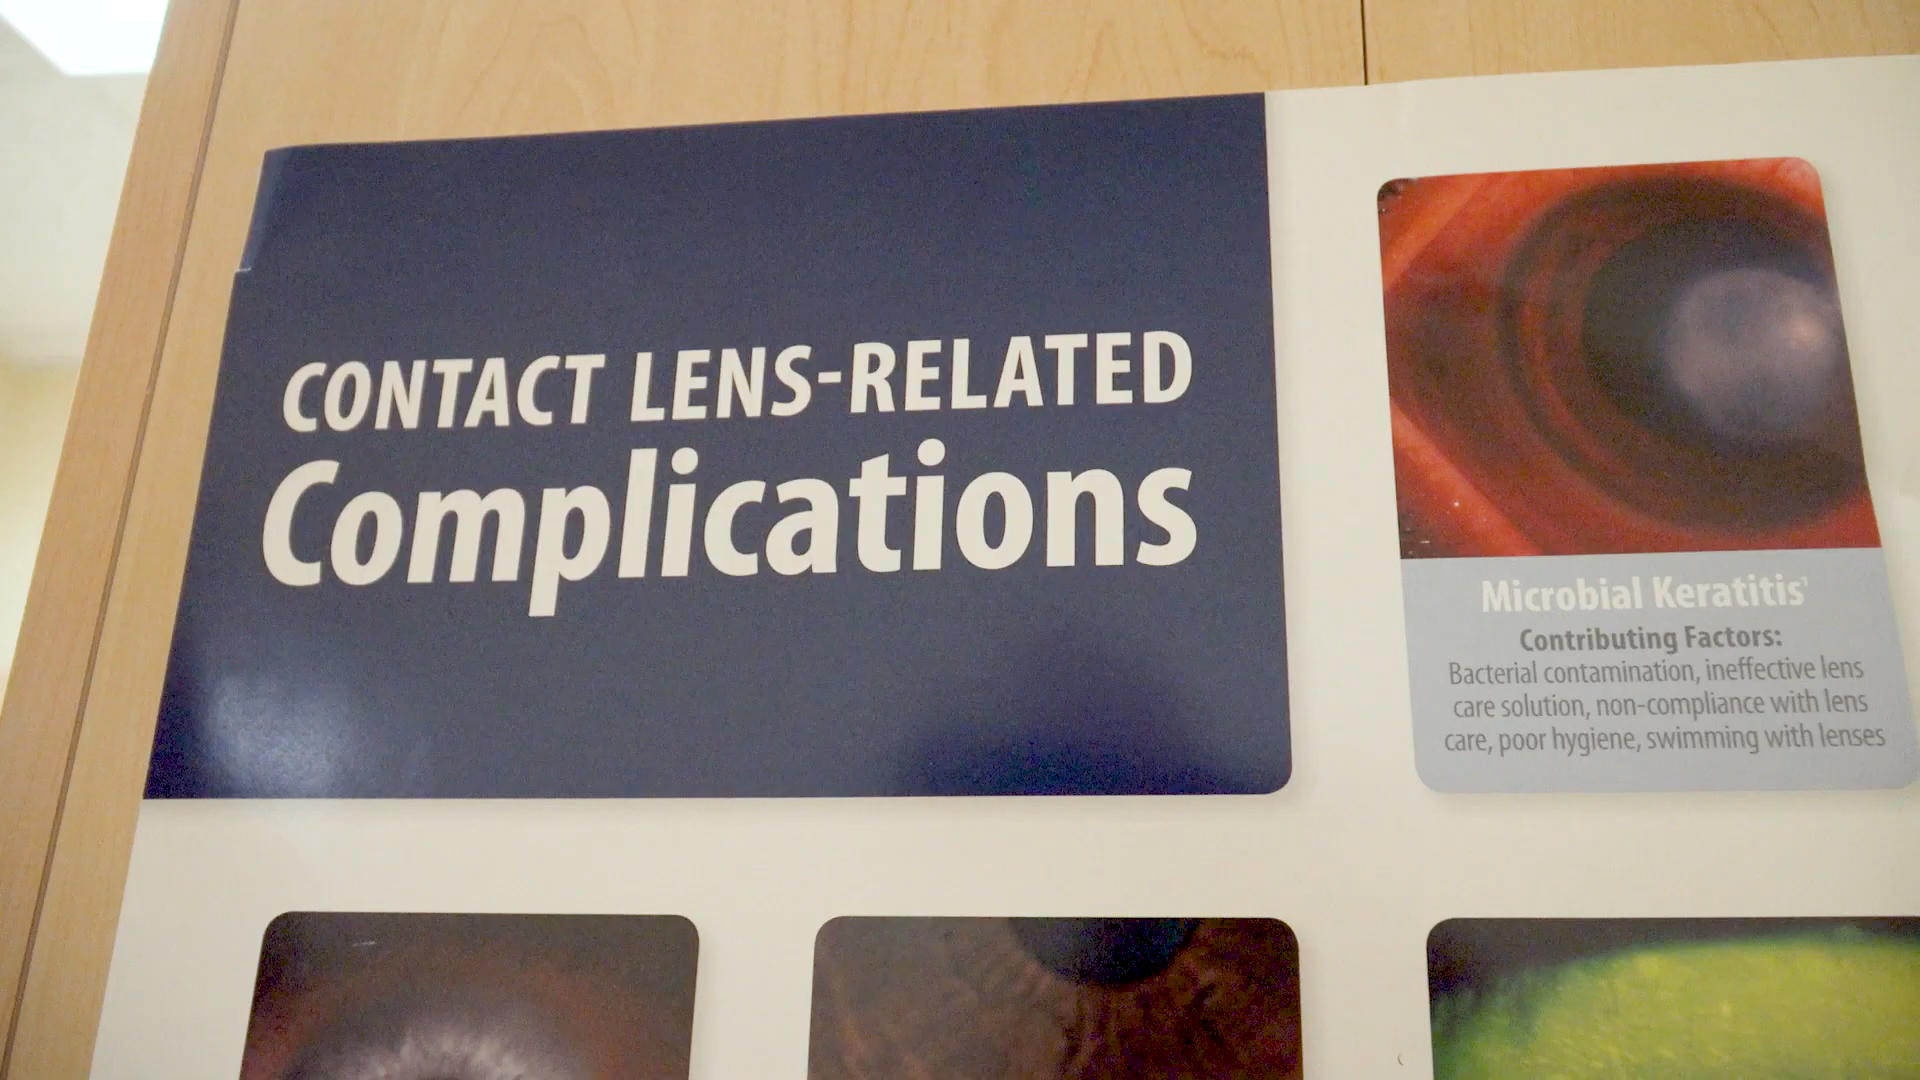 CONTACT LENS-RELATED
Complications
Microbial Keratitis¹
Contributing Factors:
Bacterial contamination, ineffective lens
care solution, non-compliance with lens
care, poor hygiene, swimming with lenses